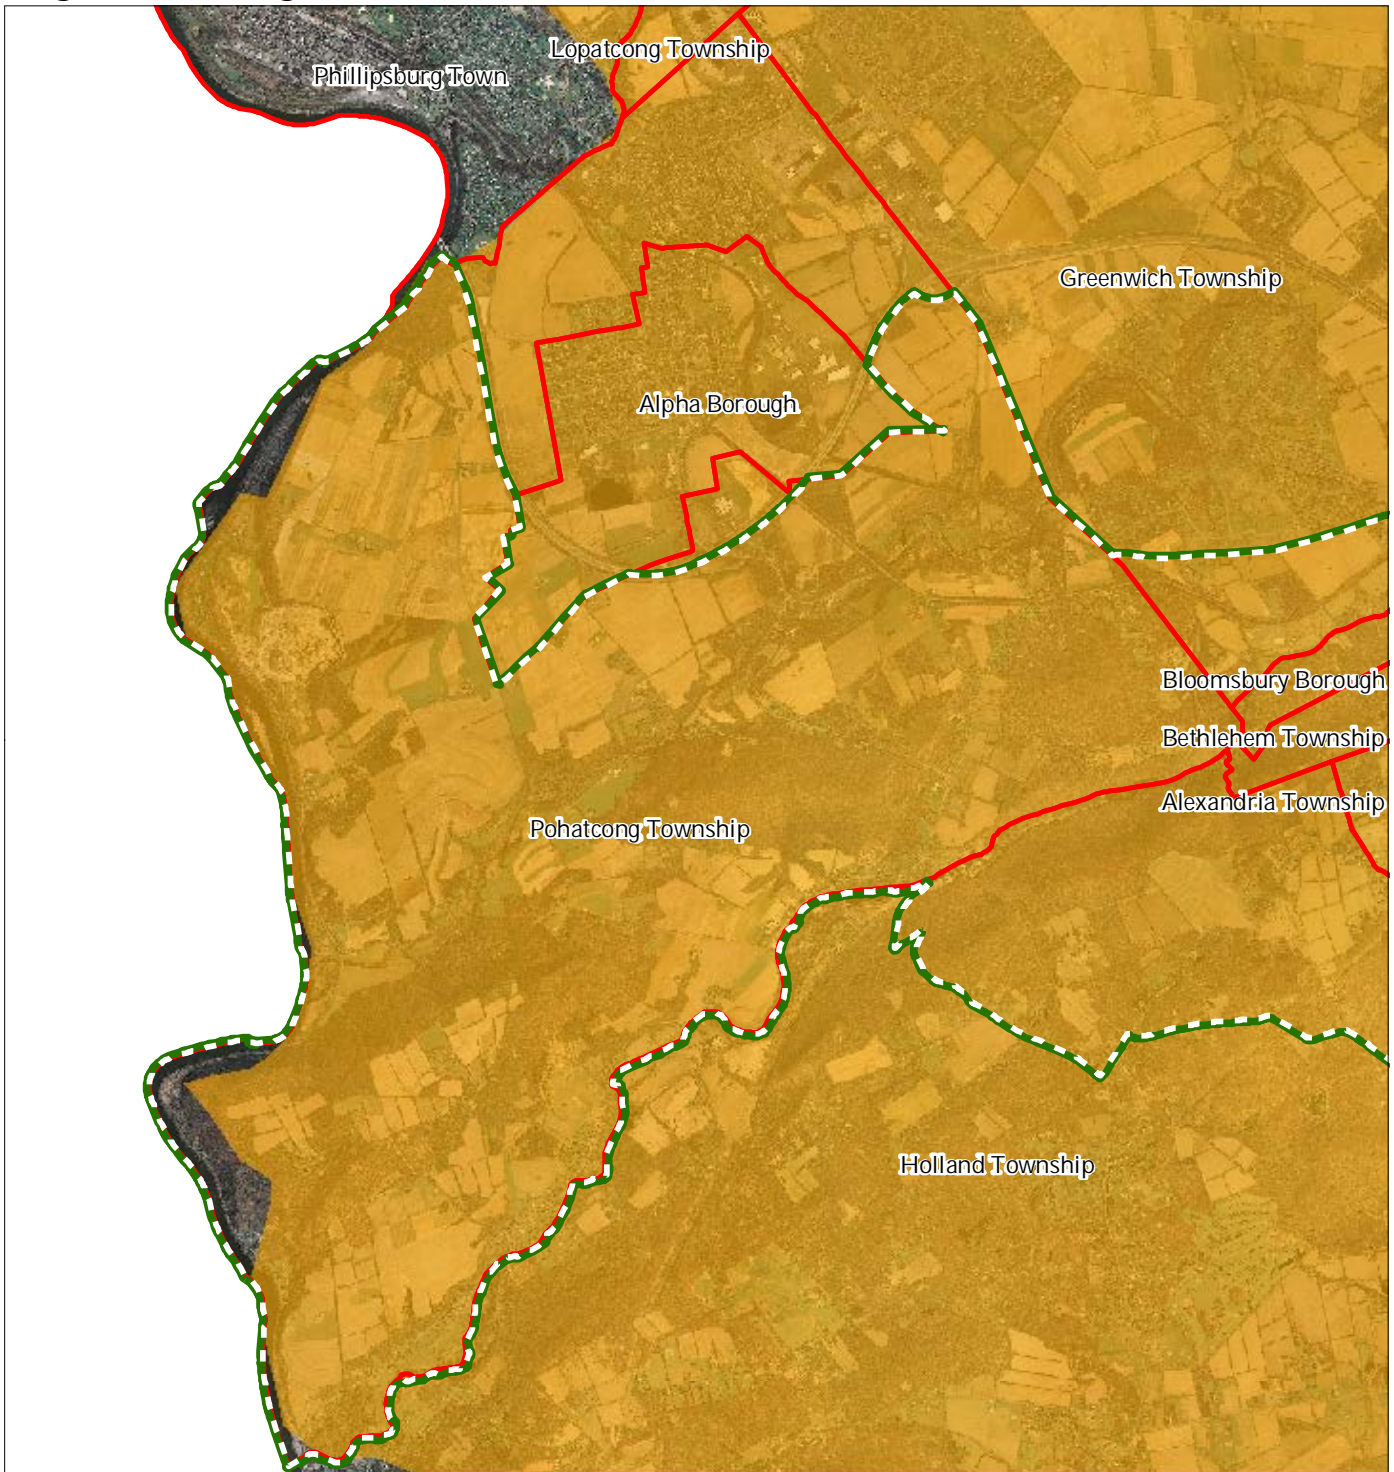 Lopatcong Township
Phillipsburg Town
Greenwich Township
Alpha Borough
Bloomsbury Borough
Bethlehem Township
Alexandria Township
Pohatcong Township
Holland Township